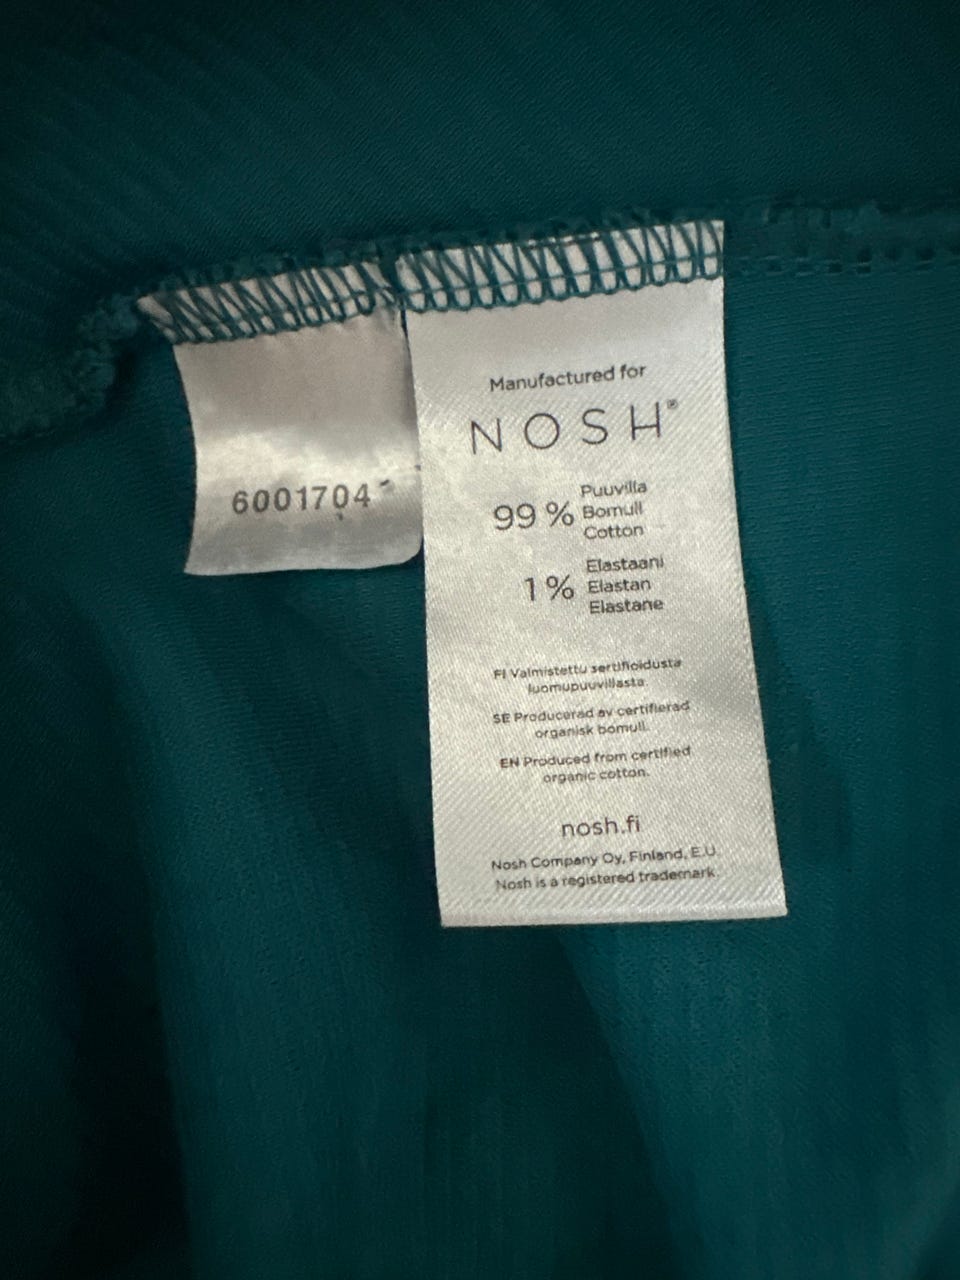 6001704
Manufactured for
NOSH®
99 %
Puuvilla
Bomull
Cotton
1 %
Elastaani
Elastan
Elastane
FI Valmistettu sertifioidusta
luomupuuvillasta.
SE Producerad av certifierad
organisk bomull.
EN Produced from certified
organic cotton.
nosh.fi
Nosh Company Oy, Finland, E.U.
Nosh is a registered trademark.